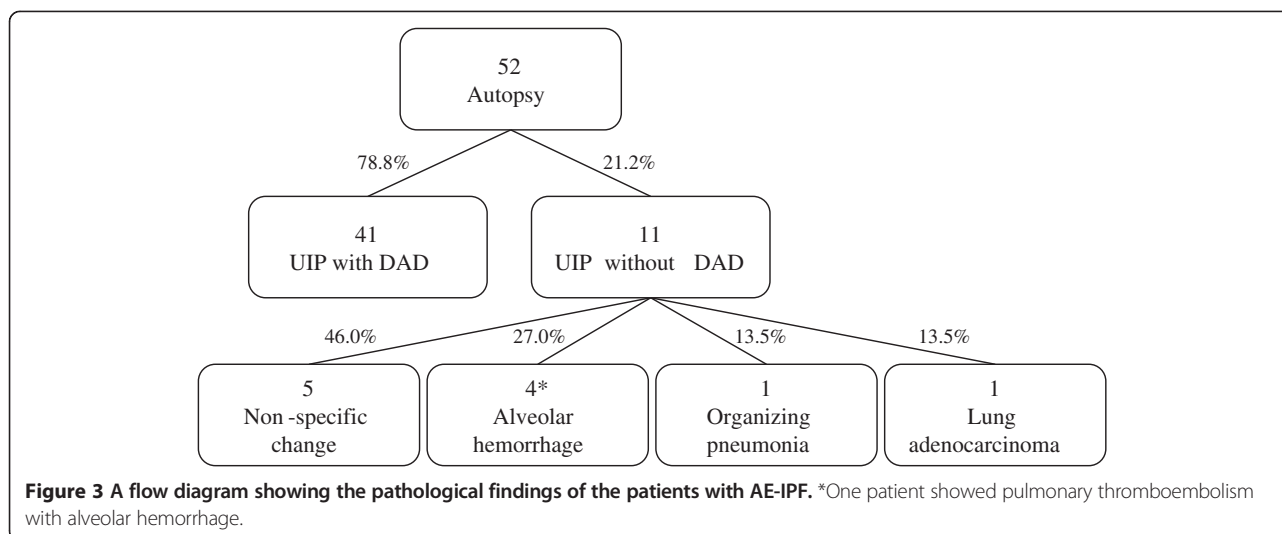 52
Autopsy
78.8%
21.2%
41
UIP with DAD
11
UIP without DAD
46.0%
27.0%
13.5%
13.5%
5
Non -specific
change
4*
Alveolar
hemorrhage
1
Organizing
pneumonia
1
Lung
adenocarcinoma
Figure 3 A flow diagram showing the pathological findings of the patients with AE-IPF. *One patient showed pulmonary thromboembolism
with alveolar hemorrhage.